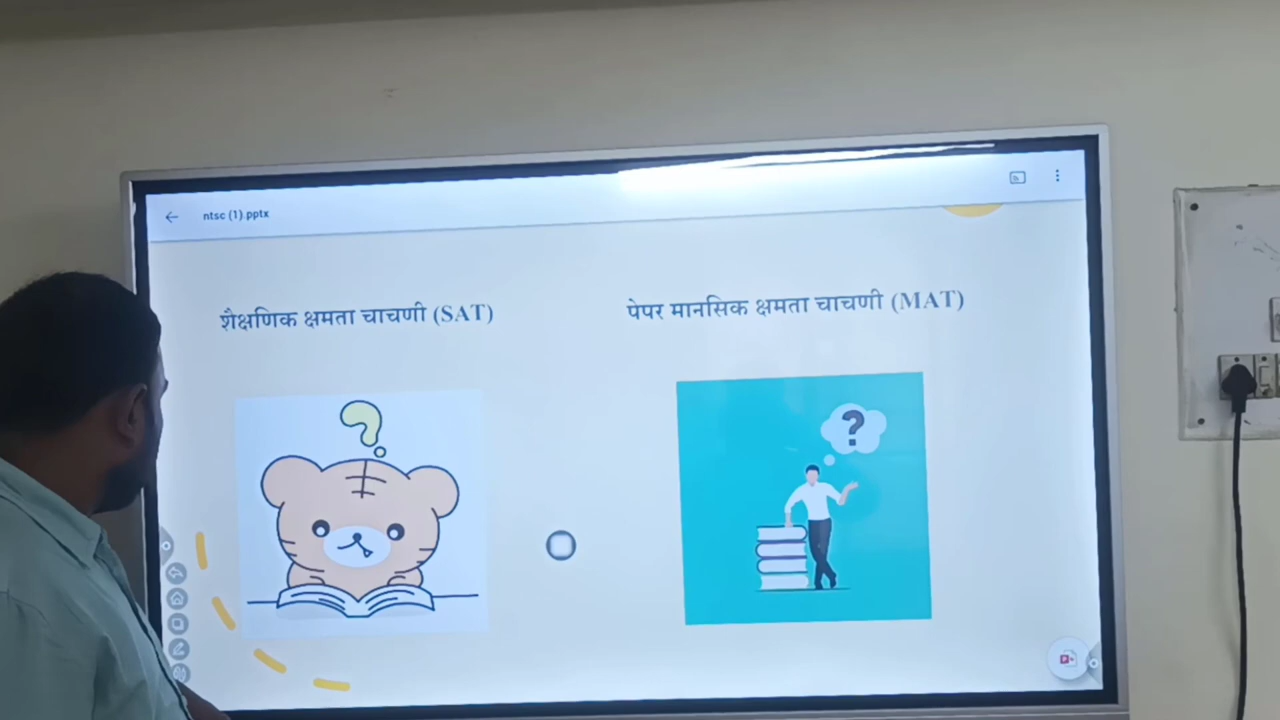 ntsc (1).pptx
शैक्षणिक क्षमता चाचणी (SAT)
पेपर मानसिक क्षमता चाचणी (MAT)
?
?